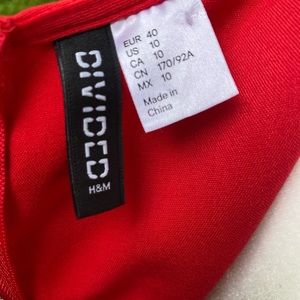 DIVIDED
H&M
EUR 40
US 10
CA 10
CN 170/92A
MX 10
Made in
China